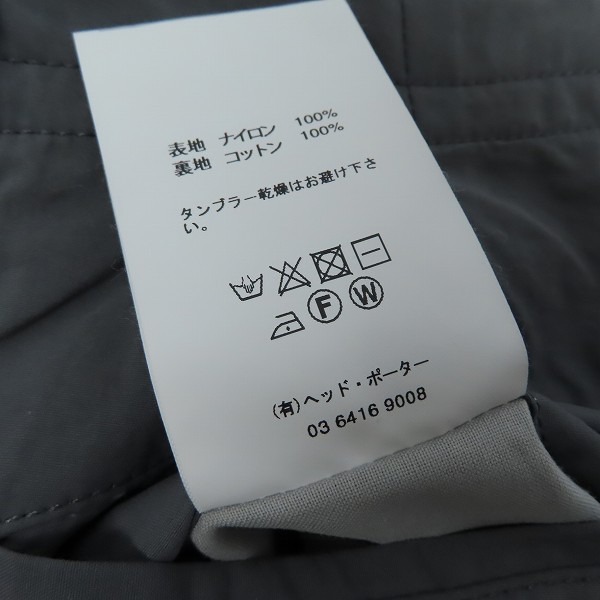 表地 ナイロン 100%
裏地 コットン 100%
タンブラー乾燥はお避け下さ
い。
F W
(有)ヘッド・ポーター
03 6416 9008